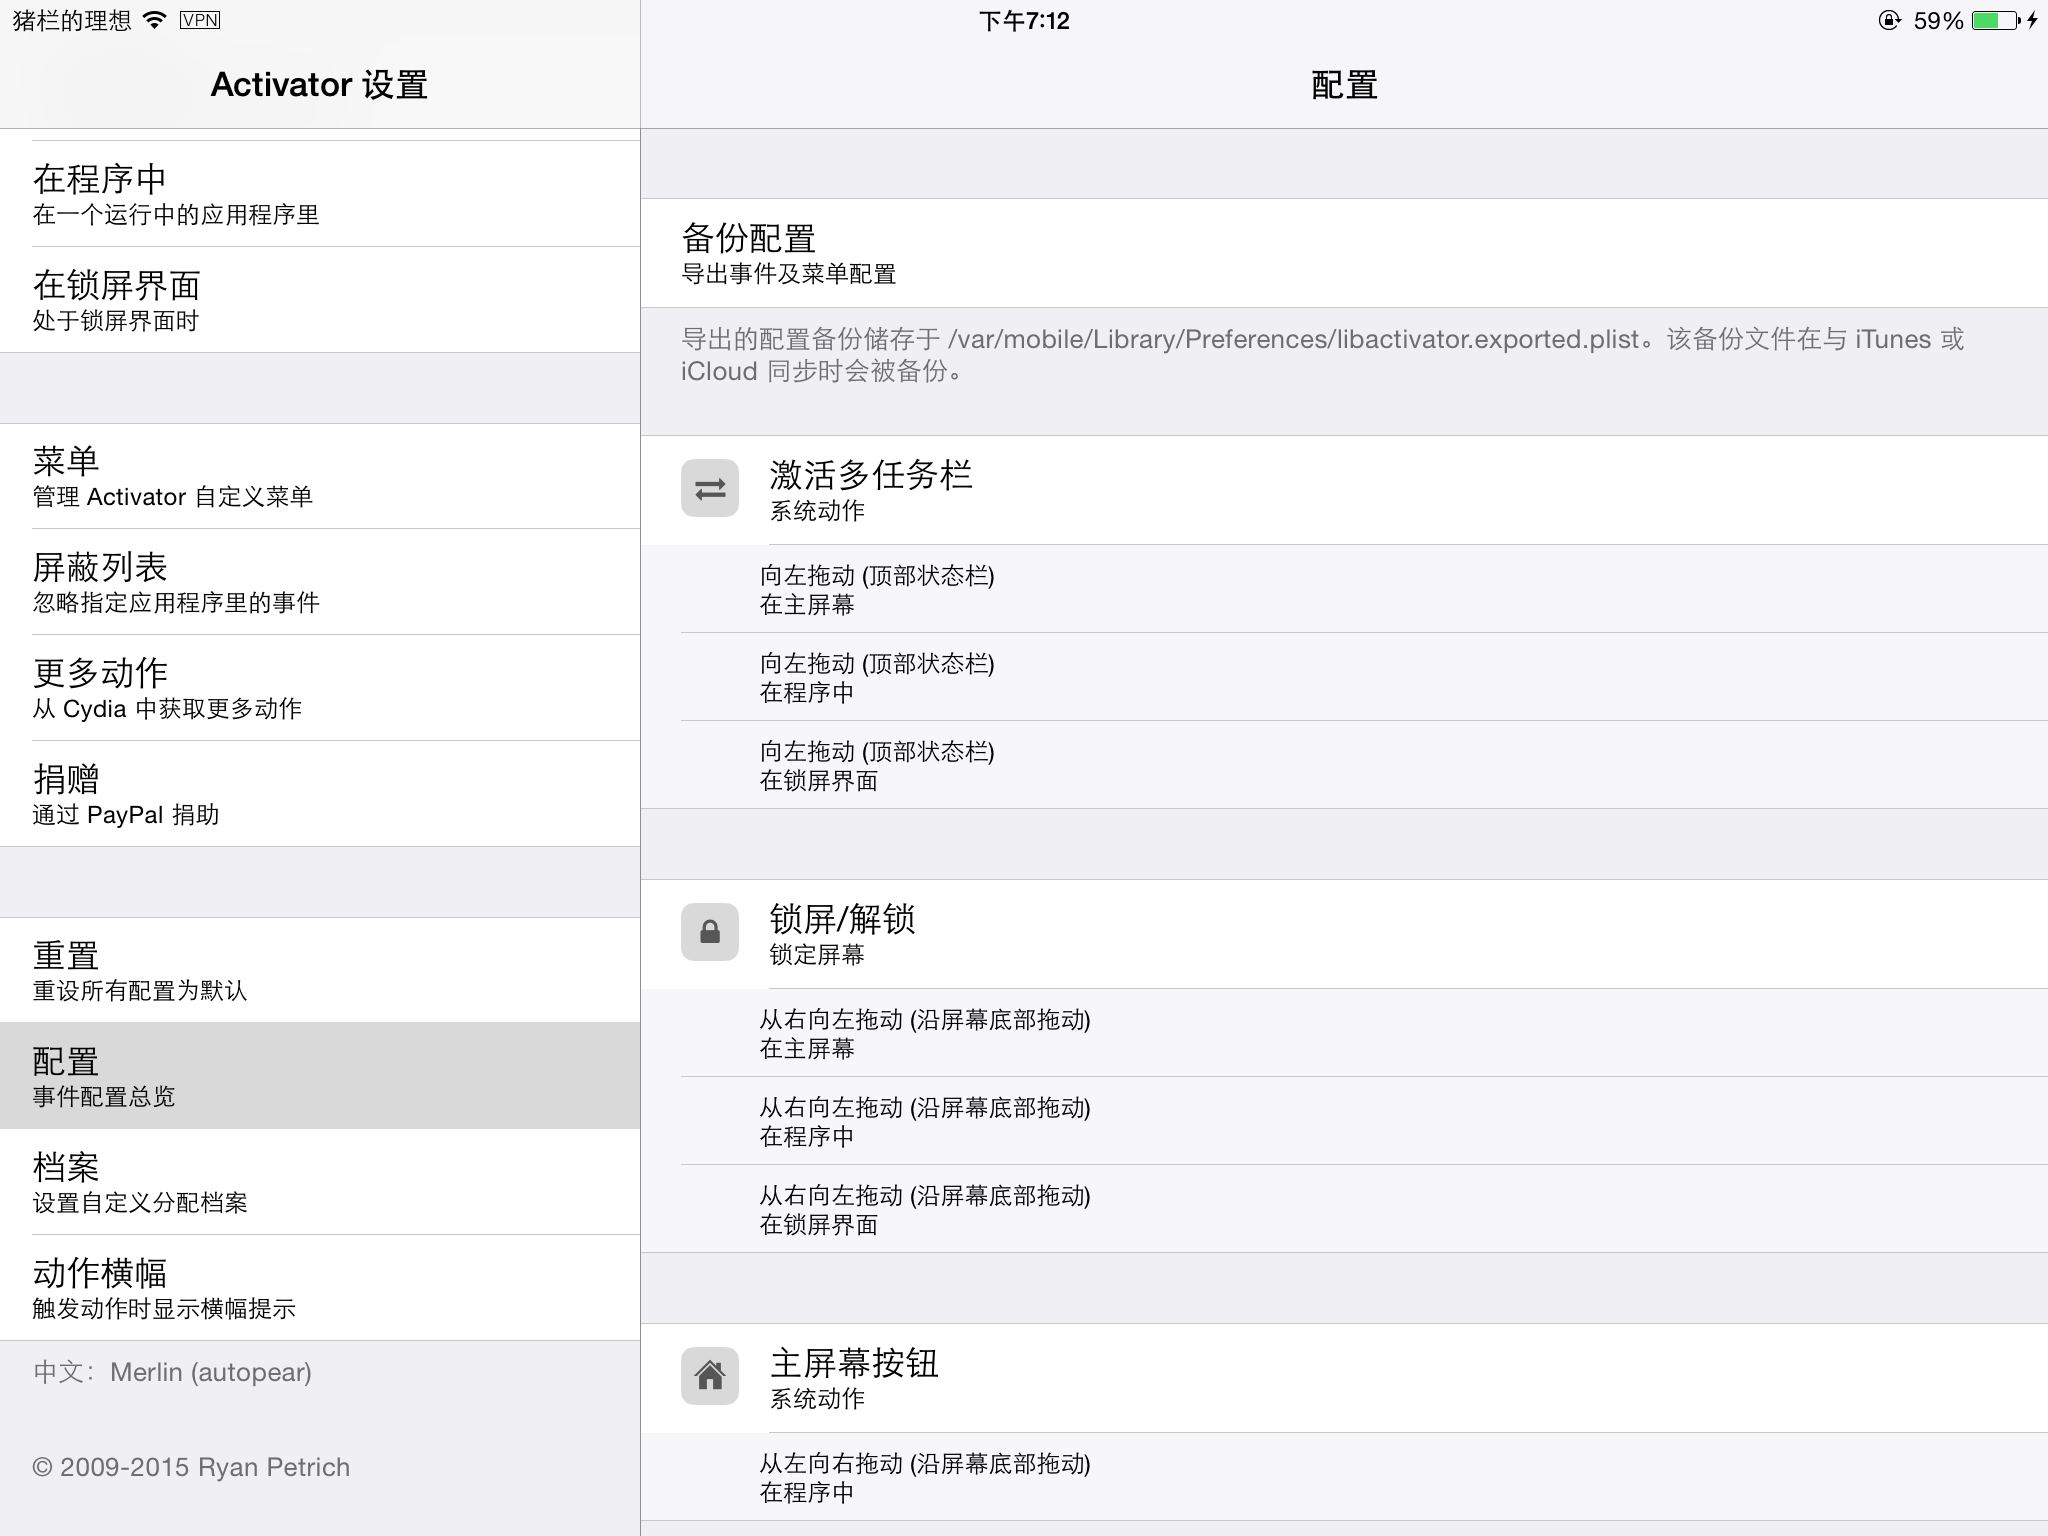 猪栏的理想 VPN
下午7:12
59%
Activator 设置
在程序中
在一个运行中的应用程序里
在锁屏界面
处于锁屏界面时
菜单
管理 Activator 自定义菜单
屏蔽列表
忽略指定应用程序里的事件
更多动作
从 Cydia 中获取更多动作
捐赠
通过 PayPal 捐助
重置
重设所有配置为默认
配置
事件配置总览
档案
设置自定义分配档案
动作横幅
触发动作时显示横幅提示
中文：Merlin (autopear)
© 2009-2015 Ryan Petrich
配置
备份配置
导出事件及菜单配置
导出的配置备份储存于 /var/mobile/Library/Preferences/libactivator.exported.plist。该备份文件在与 iTunes 或
iCloud 同步时会被备份。
激活多任务栏
系统动作
向左拖动 (顶部状态栏)
在主屏幕
向左拖动 (顶部状态栏)
在程序中
向左拖动 (顶部状态栏)
在锁屏界面
锁屏/解锁
锁定屏幕
从右向左拖动 (沿屏幕底部拖动)
在主屏幕
从右向左拖动 (沿屏幕底部拖动)
在程序中
从右向左拖动 (沿屏幕底部拖动)
在锁屏界面
主屏幕按钮
系统动作
从左向右拖动 (沿屏幕底部拖动)
在程序中